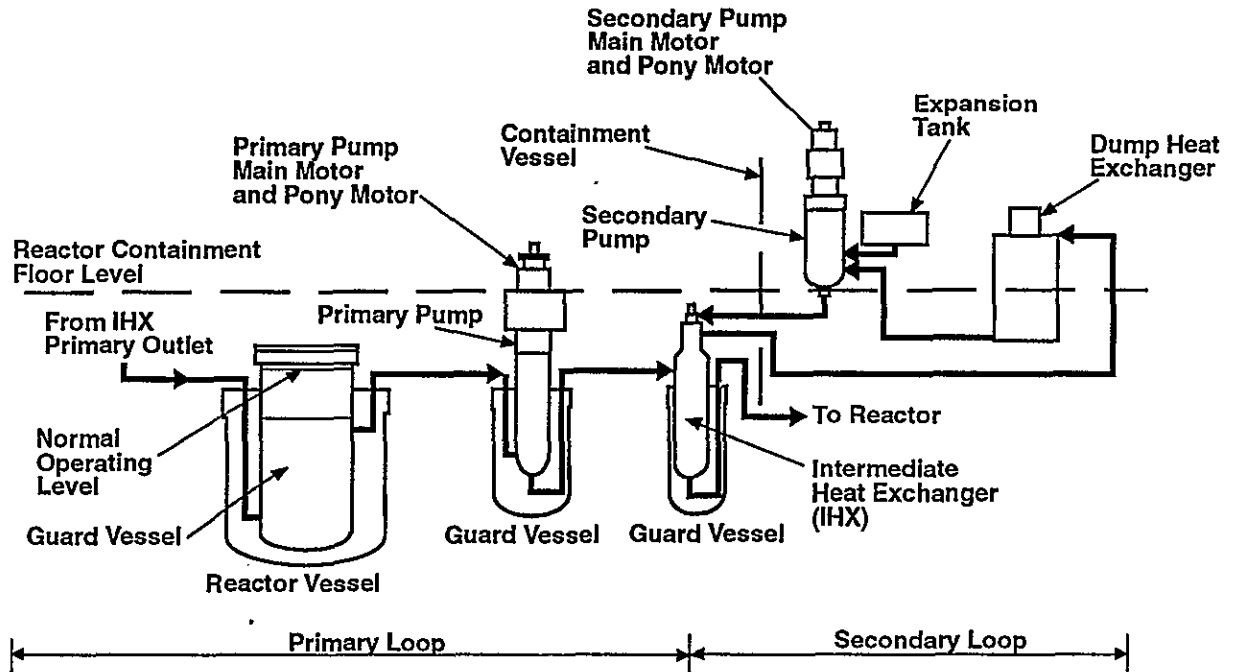 Secondary Pump
Main Motor
and Pony Motor
Expansion
Tank
Containment
Vessel
Dump Heat
Exchanger
Primary Pump
Main Motor
and Pony Motor
Secondary
Pump
Reactor Containment
Floor Level
From IHX
Primary Outlet
Primary Pump
To Reactor
Normal
Operating
Level
Intermediate
Heat Exchanger
(IHX)
Guard Vessel
Guard Vessel
Guard Vessel
Reactor Vessel
Primary Loop
Secondary Loop